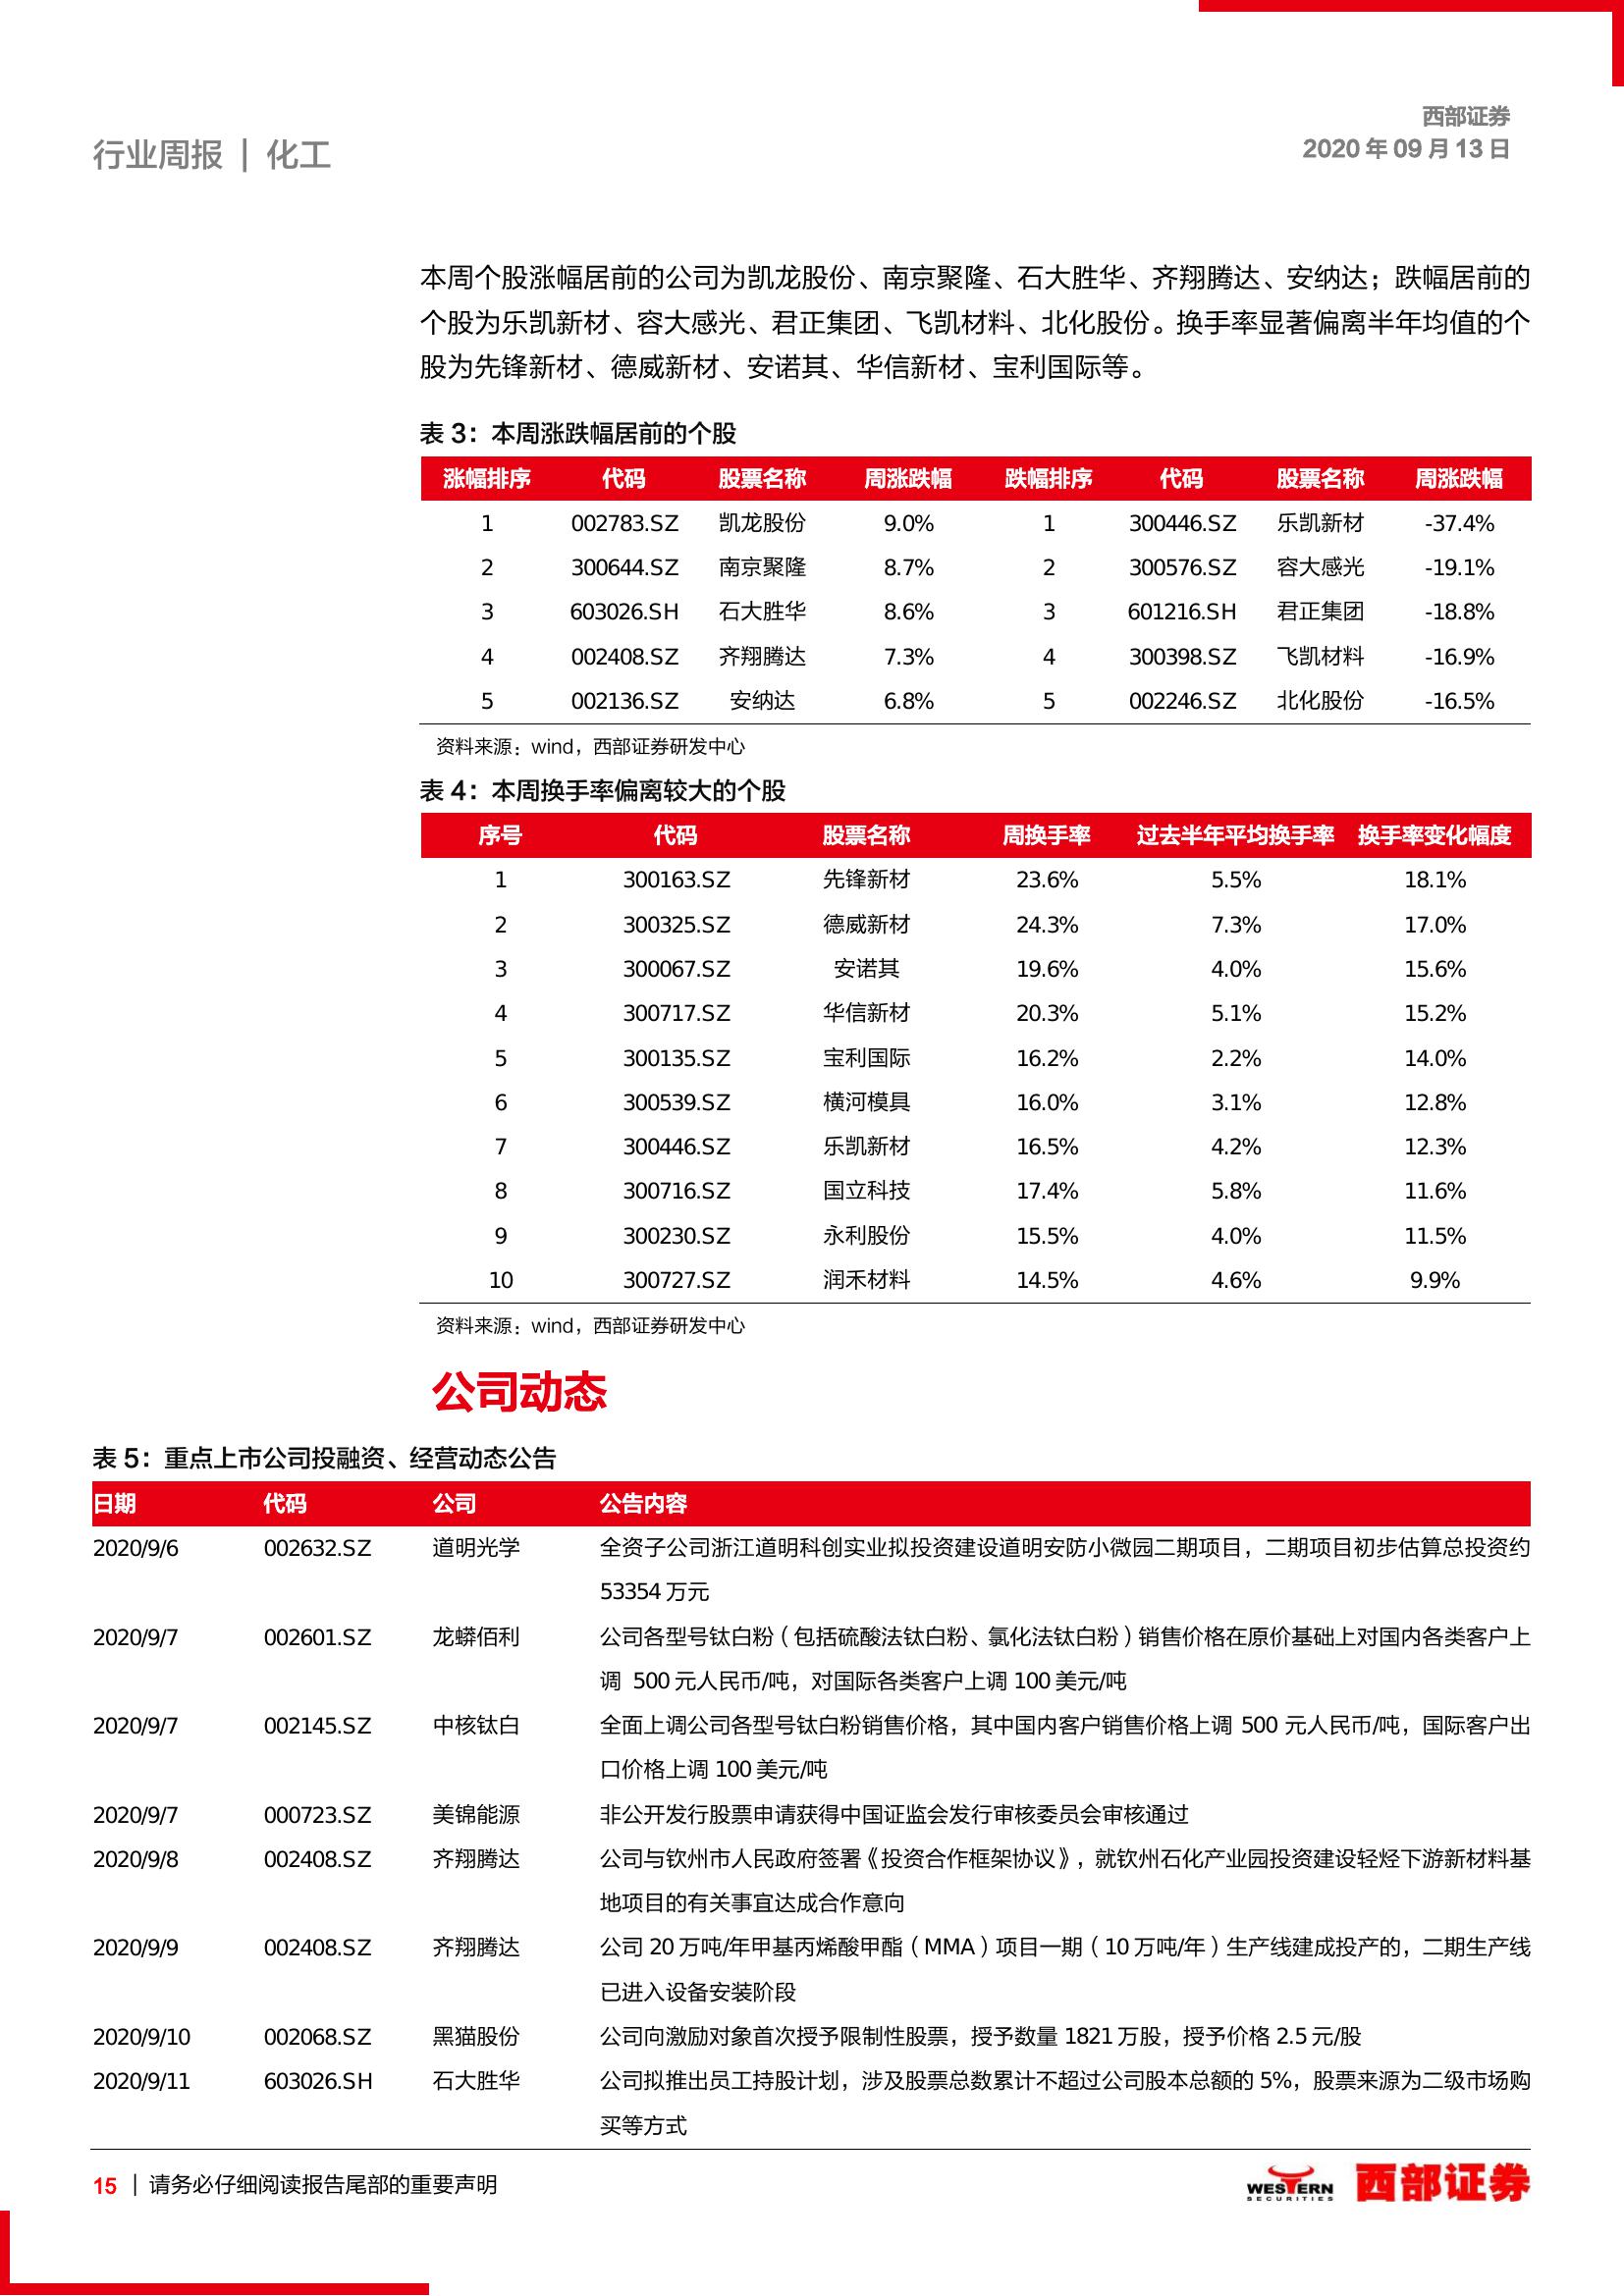 西部证券
2020 年 09 月 13 日
行业周报 | 化工
本周个股涨幅居前的公司为凯龙股份、南京聚隆、石大胜华、齐翔腾达、安纳达；跌幅居前的
个股为乐凯新材、容大感光、君正集团、飞凯材料、北化股份。换手率显著偏离半年均值的个
股为先锋新材、德威新材、安诺其、华信新材、宝利国际等。
表 3：本周涨跌幅居前的个股
涨幅排序 代码 股票名称 周涨跌幅 跌幅排序 代码 股票名称 周涨跌幅
1 002783.SZ 凯龙股份 9.0% 1 300446.SZ 乐凯新材 -37.4%
2 300644.SZ 南京聚隆 8.7% 2 300576.SZ 容大感光 -19.1%
3 603026.SH 石大胜华 8.6% 3 601216.SH 君正集团 -18.8%
4 002408.SZ 齐翔腾达 7.3% 4 300398.SZ 飞凯材料 -16.9%
5 002136.SZ 安纳达 6.8% 5 002246.SZ 北化股份 -16.5%
资料来源：wind，西部证券研发中心
表 4：本周换手率偏离较大的个股
序号 代码 股票名称 周换手率 过去半年平均换手率 换手率变化幅度
1 300163.SZ 先锋新材 23.6% 5.5% 18.1%
2 300325.SZ 德威新材 24.3% 7.3% 17.0%
3 300067.SZ 安诺其 19.6% 4.0% 15.6%
4 300717.SZ 华信新材 20.3% 5.1% 15.2%
5 300135.SZ 宝利国际 16.2% 2.2% 14.0%
6 300539.SZ 横河模具 16.0% 3.1% 12.8%
7 300446.SZ 乐凯新材 16.5% 4.2% 12.3%
8 300716.SZ 国立科技 17.4% 5.8% 11.6%
9 300230.SZ 永利股份 15.5% 4.0% 11.5%
10 300727.SZ 润禾材料 14.5% 4.6% 9.9%
资料来源：wind，西部证券研发中心
公司动态
表 5：重点上市公司投融资、经营动态公告
日期 代码 公司 公告内容
2020/9/6 002632.SZ 道明光学 全资子公司浙江道明科创实业拟投资建设道明安防小微园二期项目，二期项目初步估算总投资约
53354 万元
2020/9/7 002601.SZ 龙蟒佰利 公司各型号钛白粉（包括硫酸法钛白粉、氯化法钛白粉）销售价格在原价基础上对国内各类客户上
调 500 元人民币/吨，对国际各类客户上调 100 美元/吨
2020/9/7 002145.SZ 中核钛白 全面上调公司各型号钛白粉销售价格，其中国内客户销售价格上调 500 元人民币/吨，国际客户出
口价格上调 100 美元/吨
2020/9/7 000723.SZ 美锦能源 非公开发行股票申请获得中国证监会发行审核委员会审核通过
2020/9/8 002408.SZ 齐翔腾达 公司与钦州市人民政府签署《投资合作框架协议》，就钦州石化产业园投资建设轻烃下游新材料基
地项目的有关事宜达成合作意向
2020/9/9 002408.SZ 齐翔腾达 公司 20 万吨/年甲基丙烯酸甲酯（MMA）项目一期（10 万吨/年）生产线建成投产的，二期生产线
已进入设备安装阶段
2020/9/10 002068.SZ 黑猫股份 公司向激励对象首次授予限制性股票，授予数量 1821 万股，授予价格 2.5 元/股
2020/9/11 603026.SH 石大胜华 公司拟推出员工持股计划，涉及股票总数累计不超过公司股本总额的 5%，股票来源为二级市场购
买等方式
15 | 请务必仔细阅读报告尾部的重要声明
WESTERN
SECURITIES
西部证券